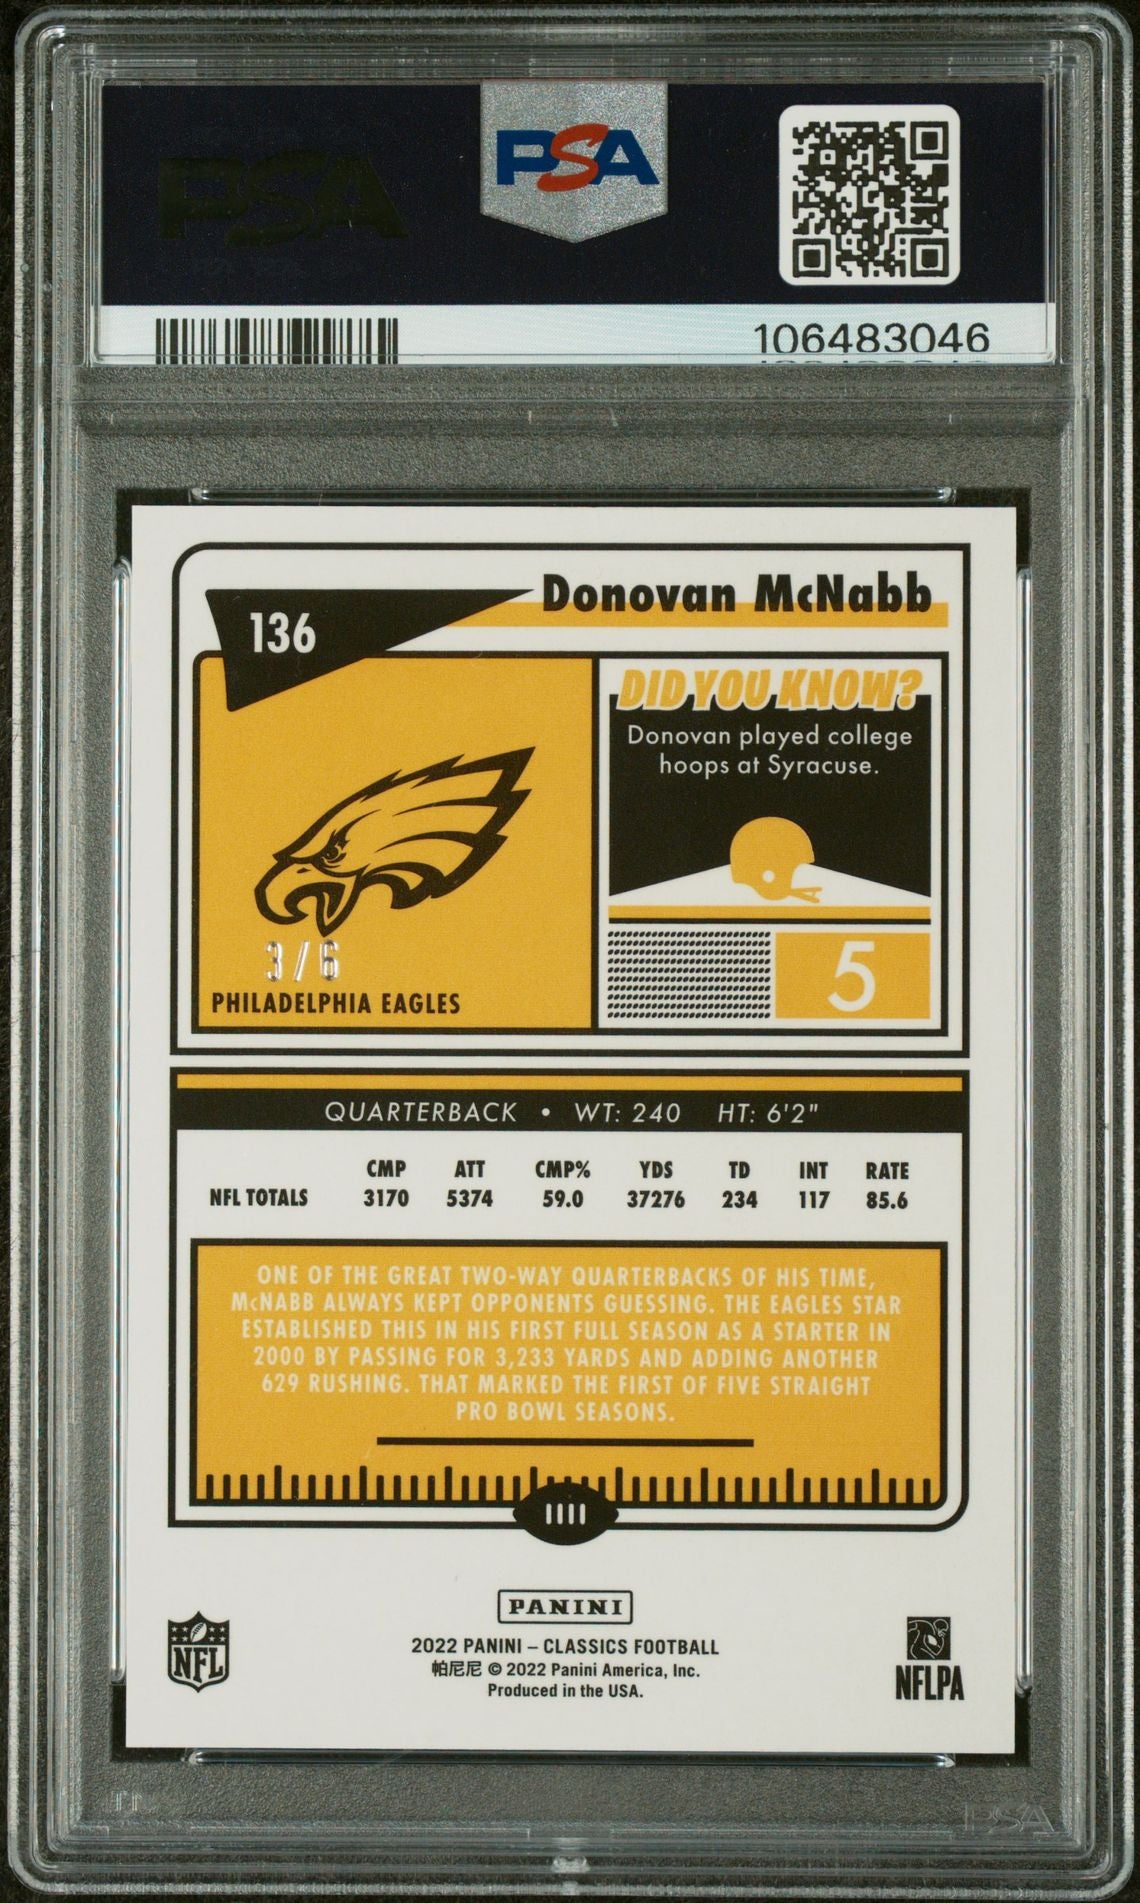 PSA
PSA
106483046
136
Donovan McNabb
DID YOU KNOW?
Donovan played college
hoops at Syracuse.
3/6
PHILADELPHIA EAGLES
5
QUARTERBACK • WT: 240 HT: 6'2"
CMP ATT CMP% YDS TD INT RATE
NFL TOTALS 3170 5374 59.0 37276 234 117 85.6
ONE OF THE GREAT TWO-WAY QUARTERBACKS OF HIS TIME,
McNABB ALWAYS KEPT OPPONENTS GUESSING. THE EAGLES STAR
ESTABLISHED THIS IN HIS FIRST FULL SEASON AS A STARTER IN
2000 BY PASSING FOR 3,233 YARDS AND ADDING ANOTHER
629 RUSHING. THAT MARKED THE FIRST OF FIVE STRAIGHT
PRO BOWL SEASONS.
PANINI
2022 PANINI – CLASSICS FOOTBALL
帕尼尼 © 2022 Panini America, Inc.
Produced in the USA.
NFL
NFLPA
PSA